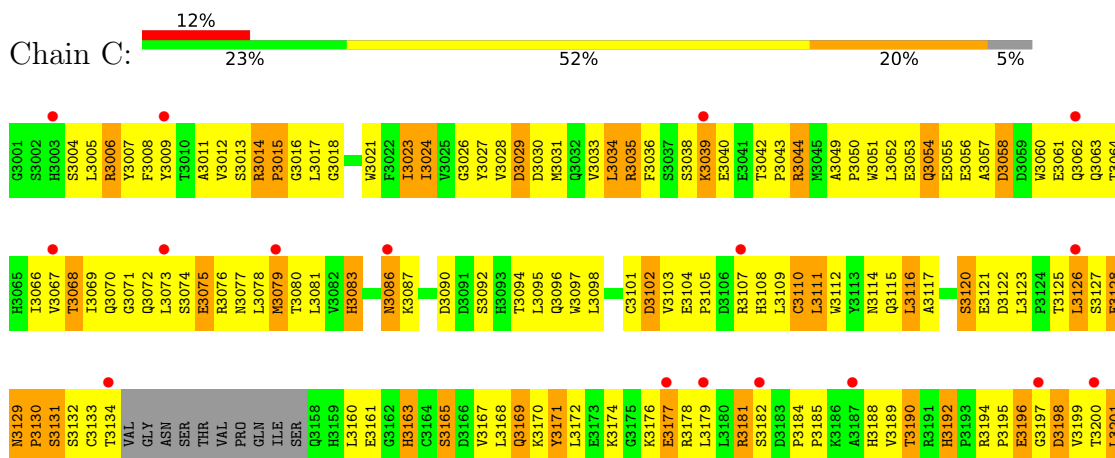 12%
Chain C:
23% 52% 20% 5%
G3001 S3002 H3003 S3004 L3005 R3006 Y3007 F3008 Y3009 T3010 A3011 V3012 S3013 R3014 P3015 G3016 L3017 G3018 W3021 F3022 I3023 I3024 V3025 G3026 Y3027 V3028 D3029 D3030 M3031 Q3032 V3033 L3034 R3035 F3036 S3037 S3038 K3039 E3040 E3041 T3042 P3043 R3044 M3045 A3049 P3050 W3051 L3052 E3053 Q3054 E3055 E3056 A3057 D3058 D3059 W3060 E3061 Q3062 Q3063 T3064
H3065 I3066 V3067 T3068 I3069 Q3070 G3071 Q3072 L3073 S3074 E3075 R3076 N3077 L3078 M3079 T3080 L3081 V3082 H3083 N3086 K3087 D3090 D3091 S3092 H3093 T3094 L3095 Q3096 W3097 L3098 C3101 D3102 V3103 E3104 P3105 D3106 R3107 H3108 L3109 C3110 L3111 W3112 Y3113 N3114 Q3115 L3116 A3117 S3120 E3121 D3122 L3123 P3124 T3125 L3126 S3127 E3128
N3129 P3130 S3131 S3132 C3133 T3134 VAL GLY ASN SER THR VAL PRO GLN ILE SER Q3158 H3159 L3160 E3161 G3162 H3163 C3164 S3165 D3166 V3167 L3168 Q3169 K3170 Y3171 L3172 E3173 K3174 G3175 K3176 E3177 R3178 L3179 L3180 R3181 S3182 D3183 P3184 P3185 K3186 A3187 H3188 V3189 T3190 R3191 H3192 P3193 R3194 P3195 E3196 G3197 D3198 V3199 T3200 L3201